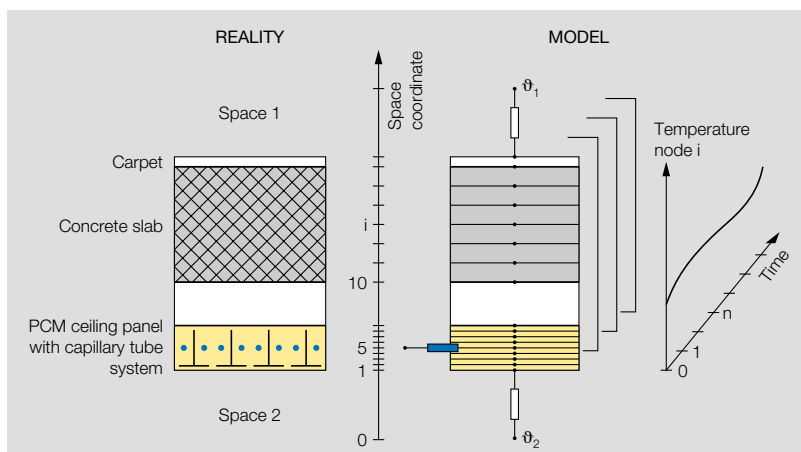 REALITY
MODEL
Space 1
Space
coordinate
ϑ1
Carpet
Temperature
node i
Concrete slab
i
10
PCM ceiling panel
with capillary tube
system
5
1
Space 2
0
ϑ2
Time
n
1
0